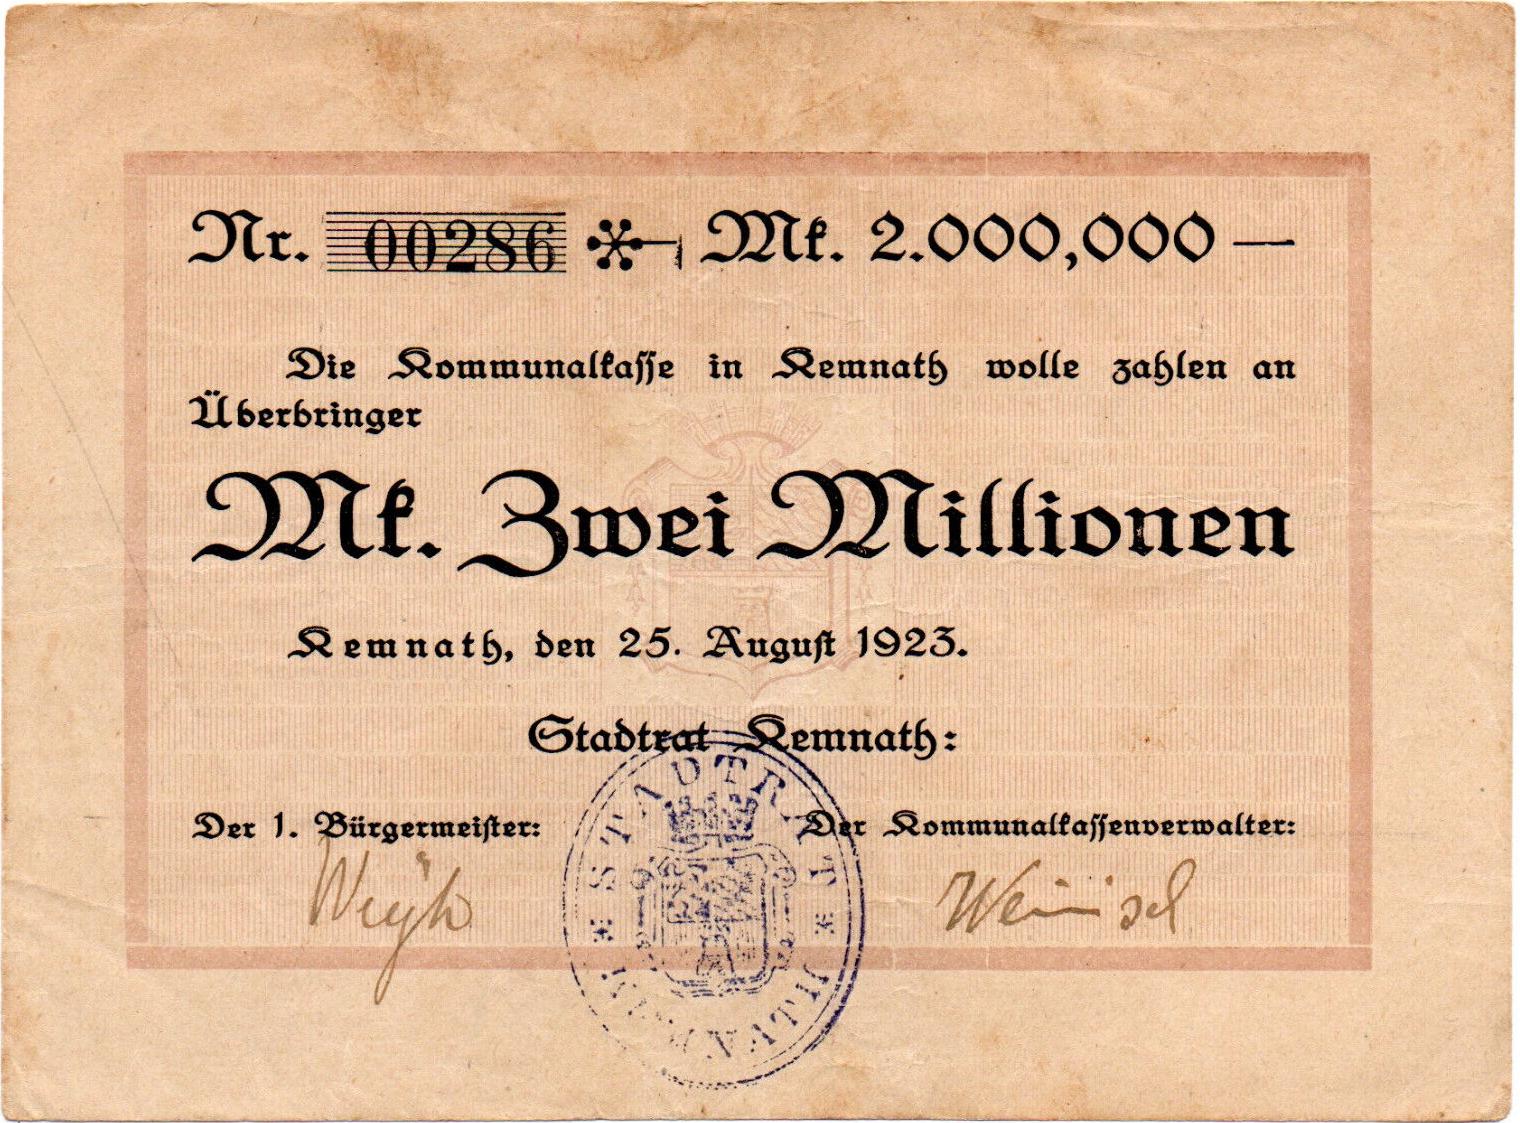 Nr. 00286 Mk. 2.000,000 —
Die Kommunalkasse in Kemnath wolle zahlen an
Überbringer
Mk. Zwei Millionen
Kemnath, den 25. August 1923.
Stadtrat Kemnath:
Der 1. Bürgermeister: Der Kommunalkassenverwalter:
STADTRAT